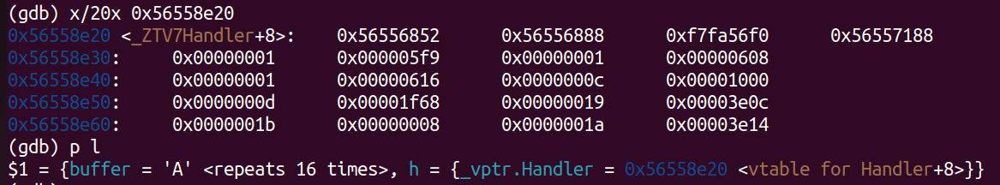 (gdb) x/20x 0x56558e20
0x56558e20 <_ZTV7Handler+8>: 0x56556852 0x56556888 0xf7fa56f0 0x56557188
0x56558e30: 0x00000001 0x000005f9 0x00000001 0x00000608
0x56558e40: 0x00000001 0x00000616 0x0000000c 0x00001000
0x56558e50: 0x0000000d 0x00001f68 0x00000019 0x00003e0c
0x56558e60: 0x0000001b 0x00000008 0x0000001a 0x00003e14
(gdb) p l
$1 = {buffer = 'A' <repeats 16 times>, h = {_vptr.Handler = 0x56558e20 <vtable for Handler+8>}}